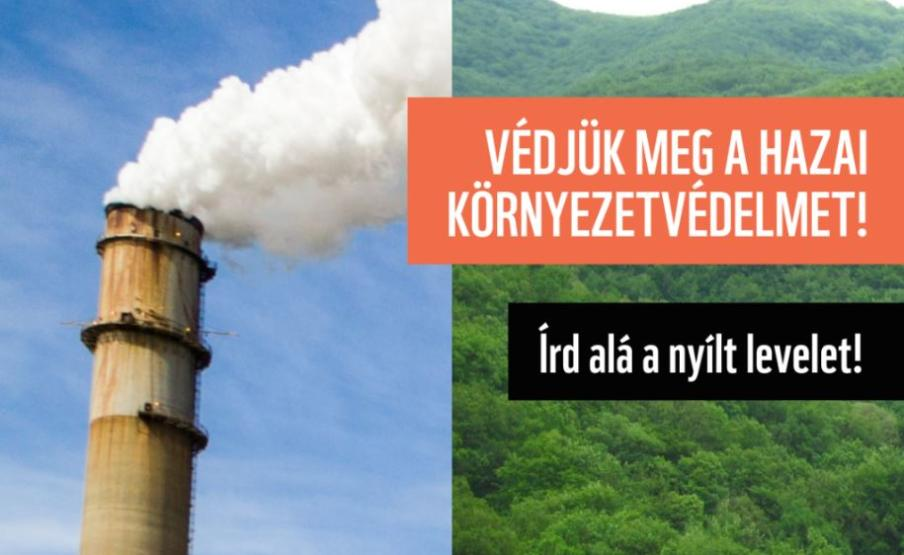 VÉDJÜK MEG A HAZAI
KÖRNYEZETVÉDELMET!
Írd alá a nyílt levelet!